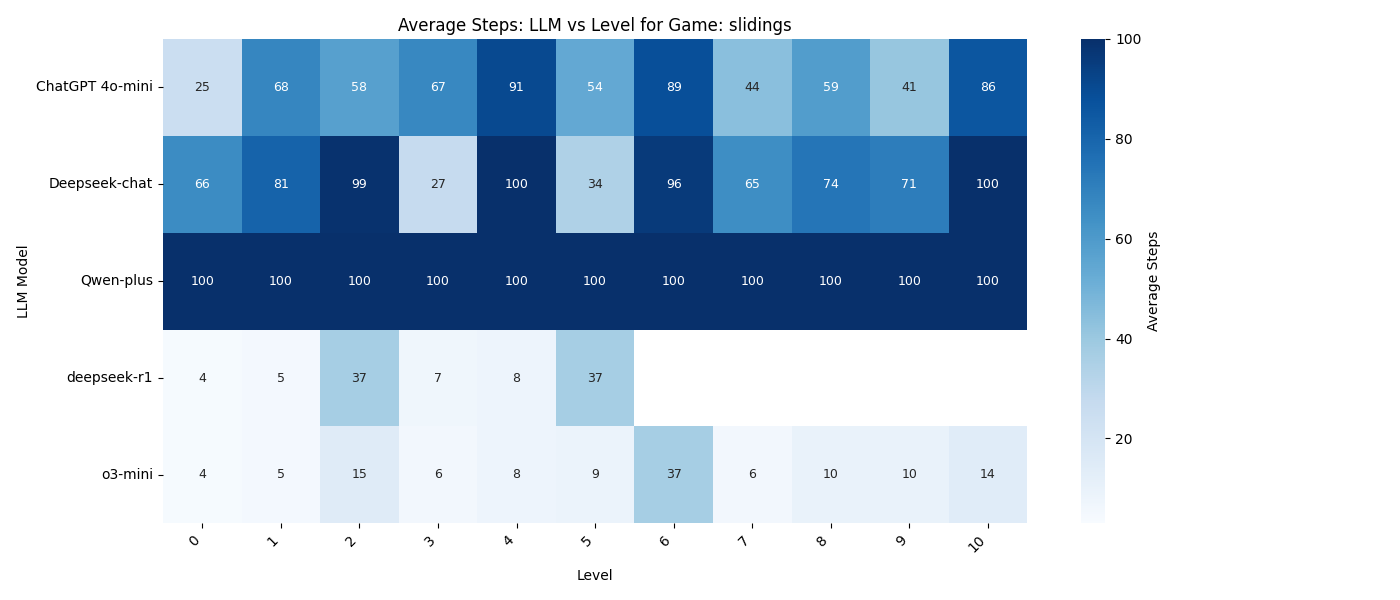 Average Steps: LLM vs Level for Game: slidings
LLM Model
ChatGPT 4o-mini 25 68 58 67 91 54 89 44 59 41 86
Deepseek-chat 66 81 99 27 100 34 96 65 74 71 100
Qwen-plus 100 100 100 100 100 100 100 100 100 100 100
deepseek-r1 4 5 37 7 8 37
o3-mini 4 5 15 6 8 9 37 6 10 10 14
0 1 2 3 4 5 6 7 8 9 10
Level
100
80
60
40
20
Average Steps